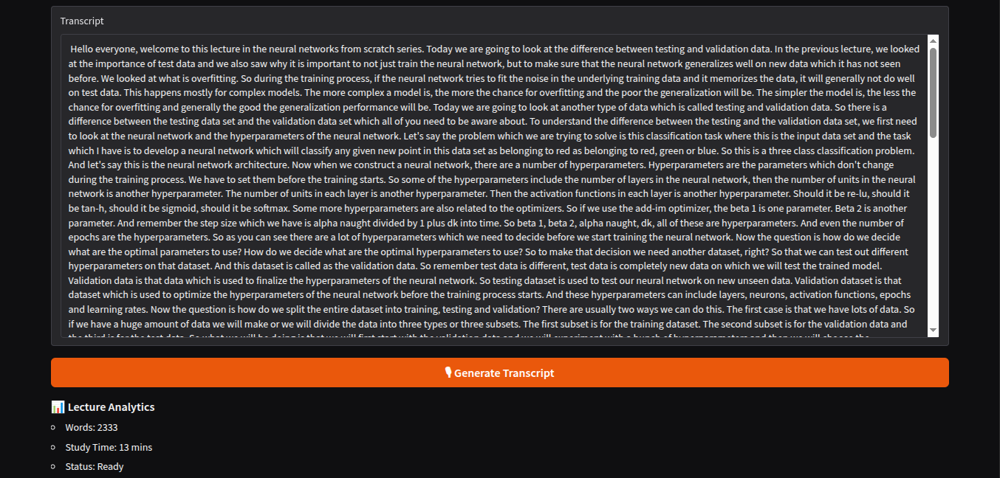 Transcript
Hello everyone, welcome to this lecture in the neural networks from scratch series. Today we are going to look at the difference between testing and validation data. In the previous lecture, we looked
at the importance of test data and we also saw why it is important to not just train the neural network, but to make sure that the neural network generalizes well on new data which it has not seen
before. We looked at what is overfitting. So during the training process, if the neural network tries to fit the noise in the underlying training data and it memorizes the data, it will generally not do well
on test data. This happens mostly for complex models. The more complex a model is, the more the chance for overfitting and the poor the generalization will be. The simpler the model is, the less the
chance for overfitting and generally the good the generalization performance will be. Today we are going to look at another type of data which is called testing and validation data. So there is a
difference between the testing data set and the validation data set which all of you need to be aware about. To understand the difference between the testing and the validation data set, we first need
to look at the neural network and the hyperparameters of the neural network. Let's say the problem which we are trying to solve is this classification task where this is the input data set and the task
which I have is to develop a neural network which will classify any given new point in this data set as belonging to red as belonging to red, green or blue. So this is a three class classification problem.
And let's say this is the neural network architecture. Now when we construct a neural network, there are a number of hyperparameters. Hyperparameters are the parameters which don't change
during the training process. We have to set them before the training starts. So some of the hyperparameters include the number of layers in the neural network, then the number of units in the neural
network is another hyperparameter. The number of units in each layer is another hyperparameter. Then the activation functions in each layer is another hyperparameter. Should it be re-lu, should it
be tan-h, should it be sigmoid, should it be softmax. Some more hyperparameters are also related to the optimizers. So if we use the add-im optimizer, the beta 1 is one parameter. Beta 2 is another
parameter. And remember the step size which we have is alpha naught divided by 1 plus dk into time. So beta 1, beta 2, alpha naught, dk, all of these are hyperparameters. And even the number of
epochs are the hyperparameters. So as you can see there are a lot of hyperparameters which we need to decide before we start training the neural network. Now the question is how do we decide
what are the optimal parameters to use? How do we decide what are the optimal hyperparameters to use? So to make that decision we need another dataset, right? So that we can test out different
hyperparameters on that dataset. And this dataset is called as the validation data. So remember test data is different, test data is completely new data on which we will test the trained model.
Validation data is that data which is used to finalize the hyperparameters of the neural network. So testing dataset is used to test our neural network on new unseen data. Validation dataset is that
dataset which is used to optimize the hyperparameters of the neural network before the training process starts. And these hyperparameters can include layers, neurons, activation functions, epochs
and learning rates. Now the question is how do we split the entire dataset into training, testing and validation? There are usually two ways we can do this. The first case is that we have lots of data. So
if we have a huge amount of data we will make or we will divide the data into three types or three subsets. The first subset is for the training dataset. The second subset is for the validation data and
the third is for the test data. So what we will be doing is that we will first start with the validation data and we will experiment with a bunch of hyperparameters and then we will choose the
Generate Transcript
Lecture Analytics
Words: 2333
Study Time: 13 mins
Status: Ready